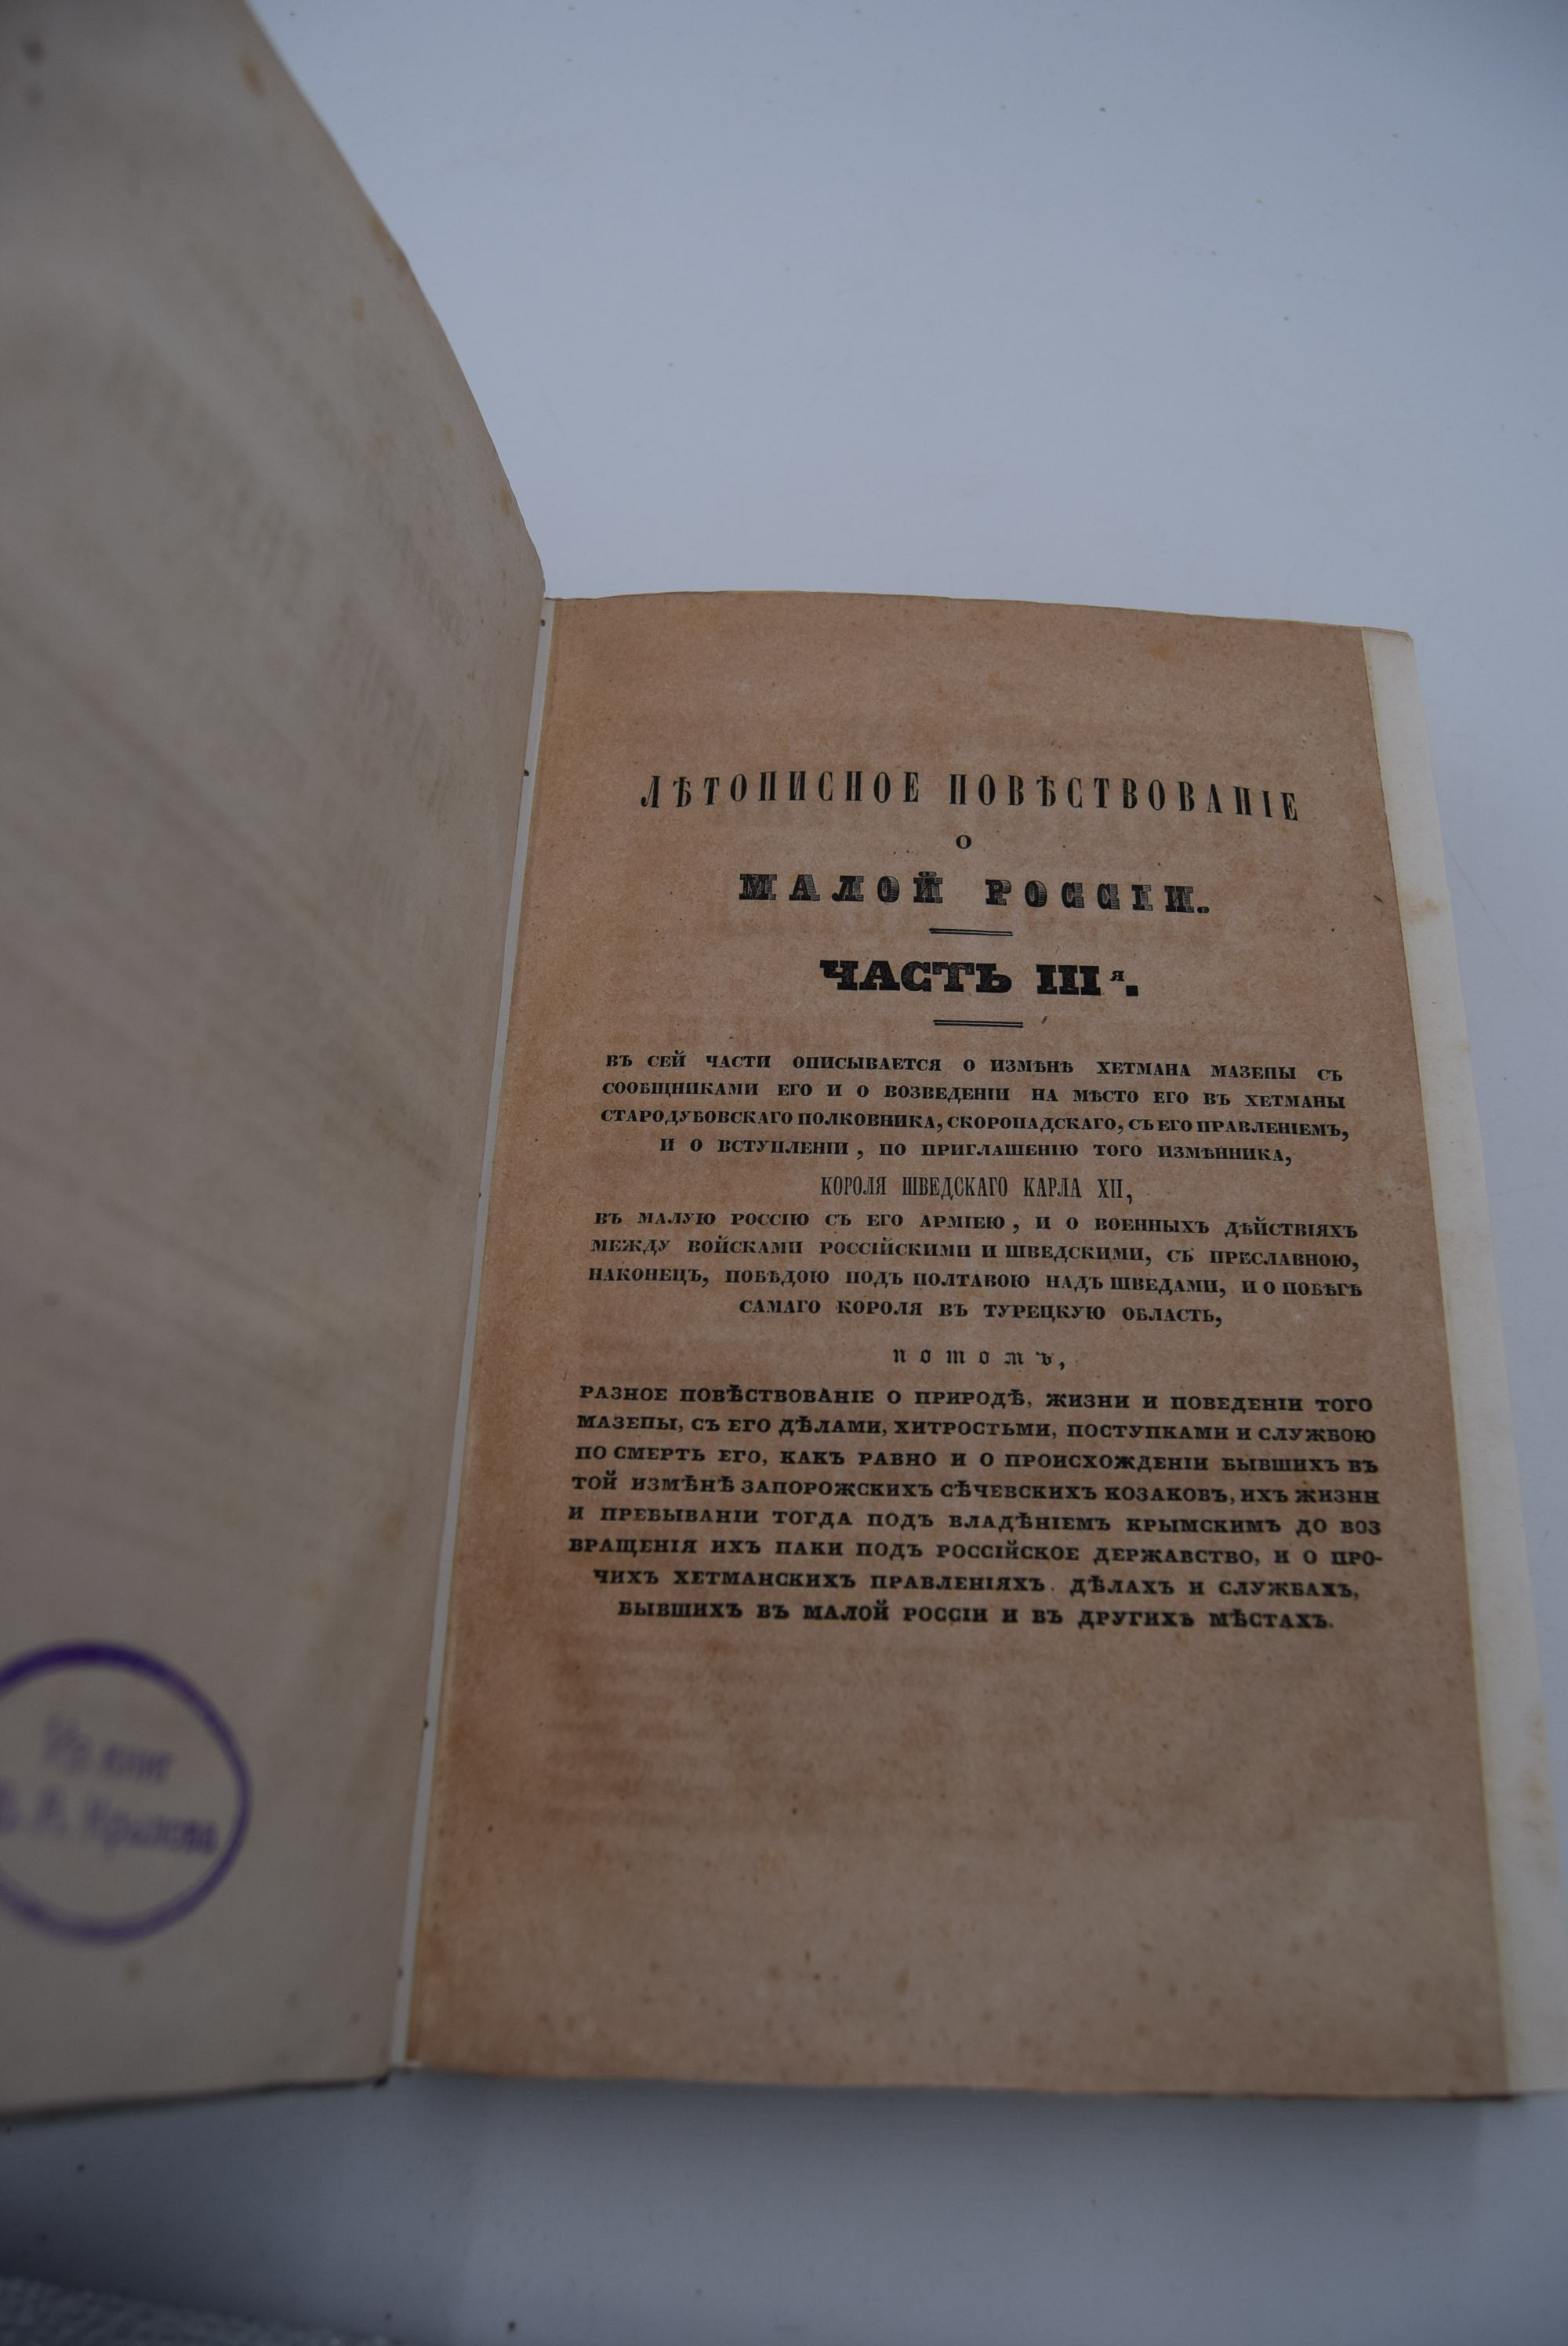 ЛѢТОПИСНОЕ ПОВѢСТВОВАНІЕ
О
МАЛОЙ РОССІИ.
ЧАСТЬ IIIя.
ВЪ СЕЙ ЧАСТИ ОПИСЫВАЕТСЯ О ИЗМѢНѢ ХЕТМАНА МАЗЕПЫ СЪ
СООБЩНИКАМИ ЕГО И О ВОЗВЕДЕНІИ НА МѢСТО ЕГО ВЪ ХЕТМАНЫ
СТАРОДУБОВСКАГО ПОЛКОВНИКА, СКОРОПАДСКАГО, СЪ ЕГО ПРАВЛЕНІЕМЪ,
И О ВСТУПЛЕНІИ, ПО ПРИГЛАШЕНІЮ ТОГО ИЗМѢННИКА,
КОРОЛЯ ШВЕДСКАГО КАРЛА XII,
ВЪ МАЛУЮ РОССІЮ СЪ ЕГО АРМІЕЮ, И О ВОЕННЫХЪ ДѢЙСТВІЯХЪ
МЕЖДУ ВОЙСКАМИ РОССІЙСКИМИ И ШВЕДСКИМИ, СЪ ПРЕСЛАВНОЮ,
НАКОНЕЦЪ, ПОБѢДОЮ ПОДЪ ПОЛТАВОЮ НАДЪ ШВЕДАМИ, И О ПОБѢГѢ
САМАГО КОРОЛЯ ВЪ ТУРЕЦКУЮ ОБЛАСТЬ,
потомъ,
РАЗНОЕ ПОВѢСТВОВАНІЕ О ПРИРОДѢ, ЖИЗНИ И ПОВЕДЕНІИ ТОГО
МАЗЕПЫ, СЪ ЕГО ДѢЛАМИ, ХИТРОСТЬМИ, ПОСТУПКАМИ И СЛУЖБОЮ
ПО СМЕРТЬ ЕГО, КАКЪ РАВНО И О ПРОИСХОЖДЕНІИ БЫВШИХЪ ВЪ
ТОЙ ИЗМѢНѢ ЗАПОРОЖСКИХЪ СѢЧЕВСКИХЪ КОЗАКОВЪ, ИХЪ ЖИЗНИ
И ПРЕБЫВАНІИ ТОГДА ПОДЪ ВЛАДѢНІЕМЪ КРЫМСКИМЪ ДО ВОЗ
ВРАЩЕНІЯ ИХЪ ПАКИ ПОДЪ РОССІЙСКОЕ ДЕРЖАВСТВО, И О ПРО-
ЧИХЪ ХЕТМАНСКИХЪ ПРАВЛЕНІЯХЪ. ДѢЛАХЪ И СЛУЖБАХЪ,
БЫВШИХЪ ВЪ МАЛОЙ РОССІИ И ВЪ ДРУГИХЪ МѢСТАХЪ.
Из книг
А. Крылова